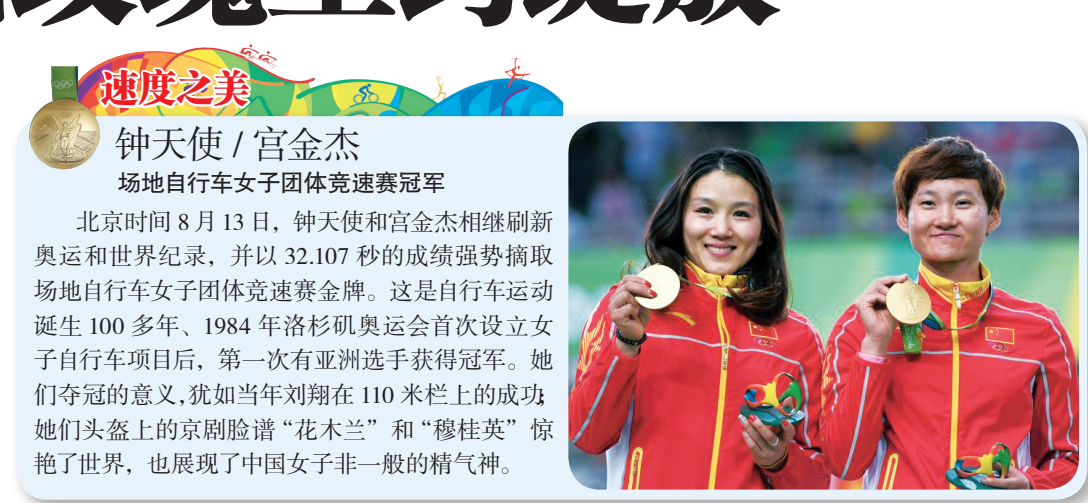 速度之美
钟天使 / 宫金杰
场地自行车女子团体竞速赛冠军
北京时间 8 月 13 日，钟天使和宫金杰相继刷新
奥运和世界纪录，并以 32.107 秒的成绩强势摘取
场地自行车女子团体竞速赛金牌。这是自行车运动
诞生 100 多年、1984 年洛杉矶奥运会首次设立女
子自行车项目后，第一次有亚洲选手获得冠军。她
们夺冠的意义，犹如当年刘翔在 110 米栏上的成功；
她们头盔上的京剧脸谱“花木兰”和“穆桂英”惊
艳了世界，也展现了中国女子非一般的精气神。